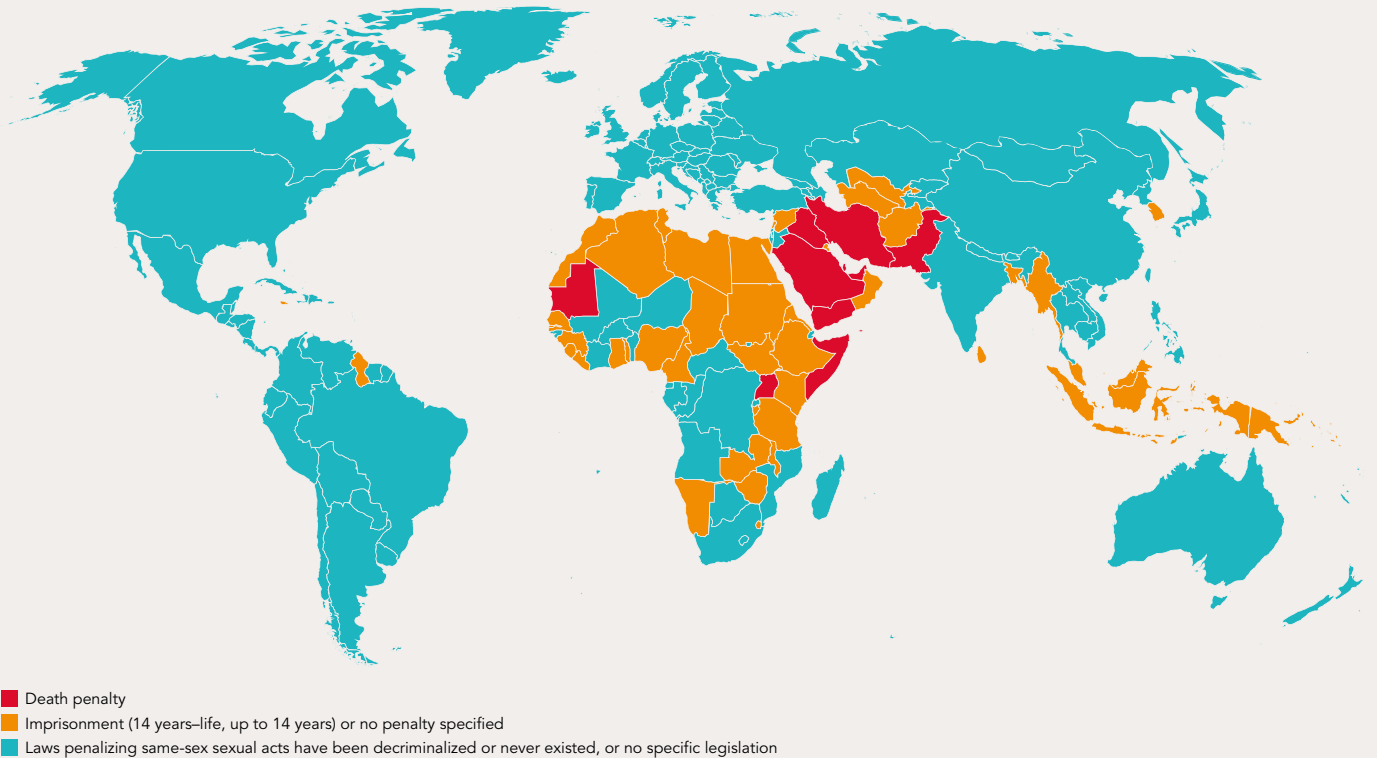 Death penalty
Imprisonment (14 years–life, up to 14 years) or no penalty specified
Laws penalizing same-sex sexual acts have been decriminalized or never existed, or no specific legislation